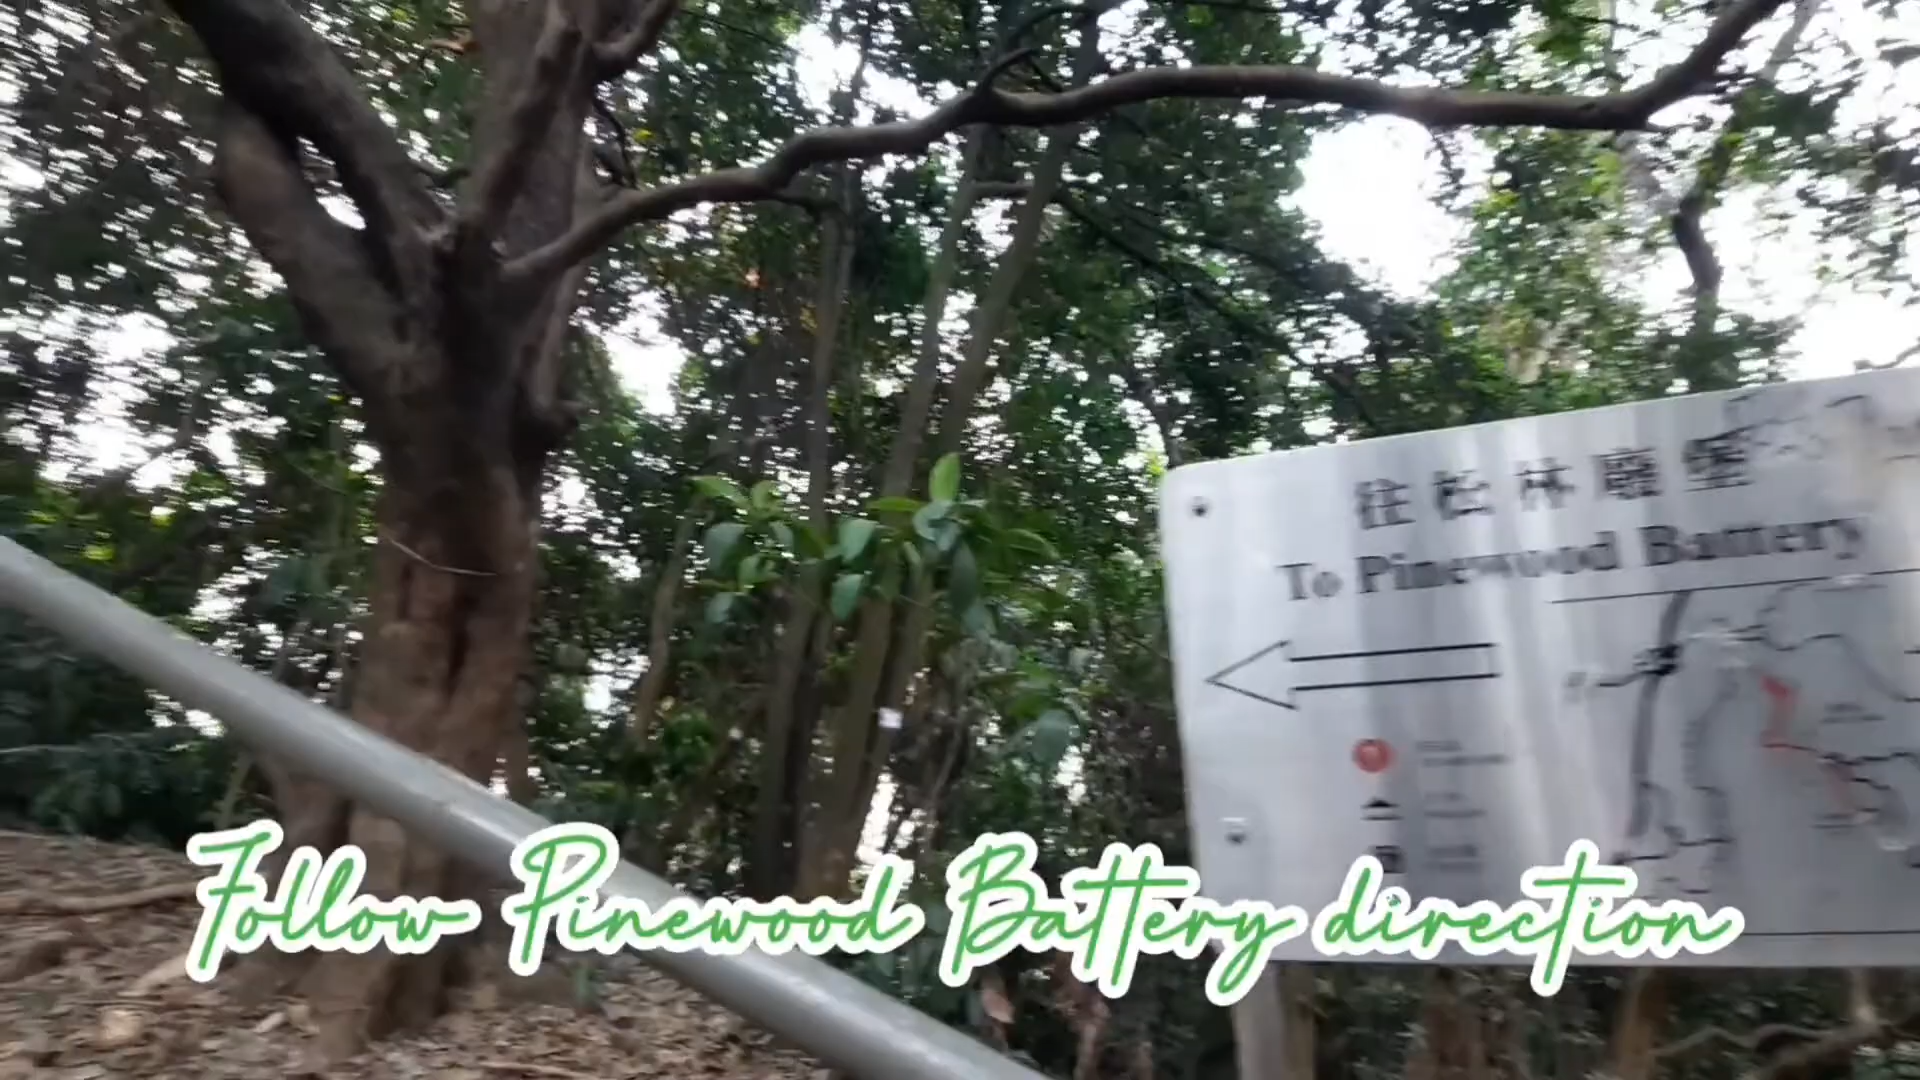 往松林廢堡
To Pinewood Battery
Follow Pinewood Battery direction